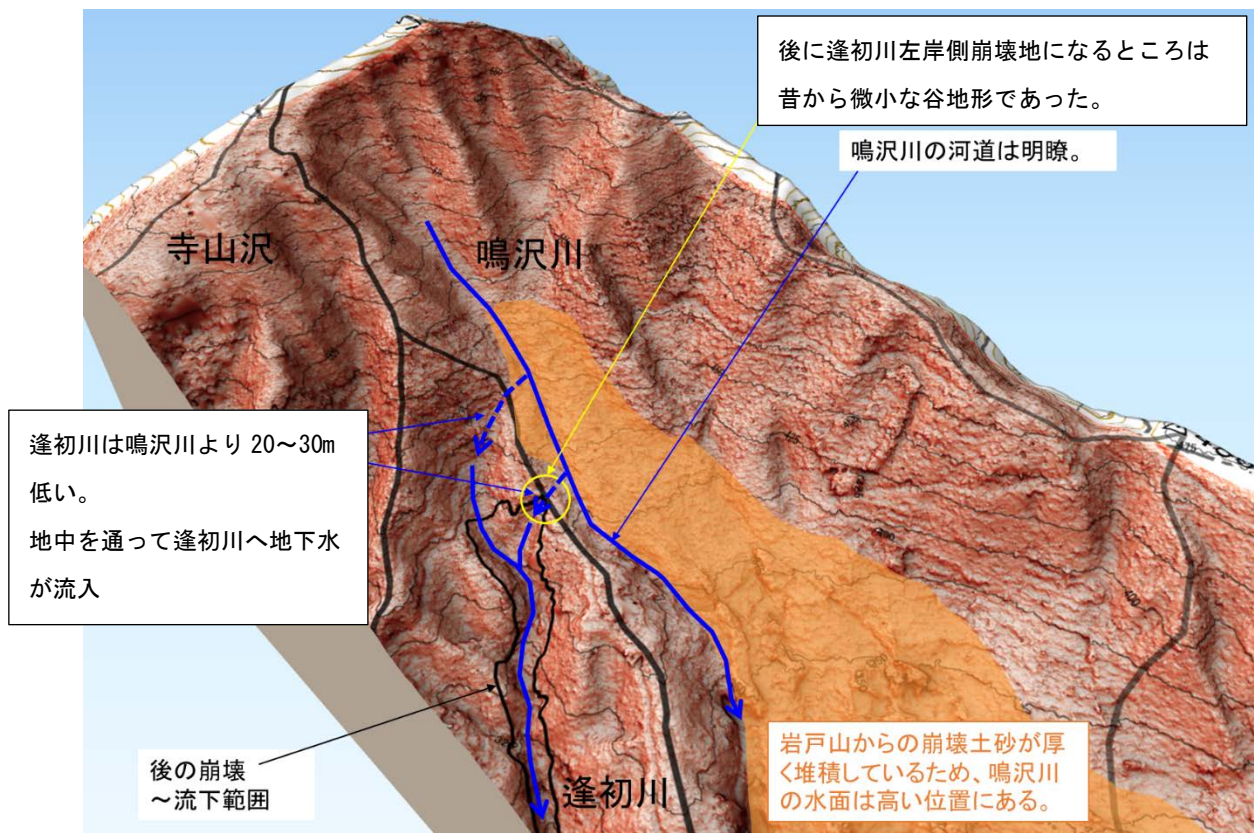 後に逢初川左岸側崩壊地になるところは
昔から微小な谷地形であった。
鳴沢川の河道は明瞭。
寺山沢
鳴沢川
逢初川は鳴沢川より 20～30m
低い。
地中を通って逢初川へ地下水
が流入
後の崩壊
～流下範囲
逢初川
岩戸山からの崩壊土砂が厚
く堆積しているため、鳴沢川
の水面は高い位置にある。